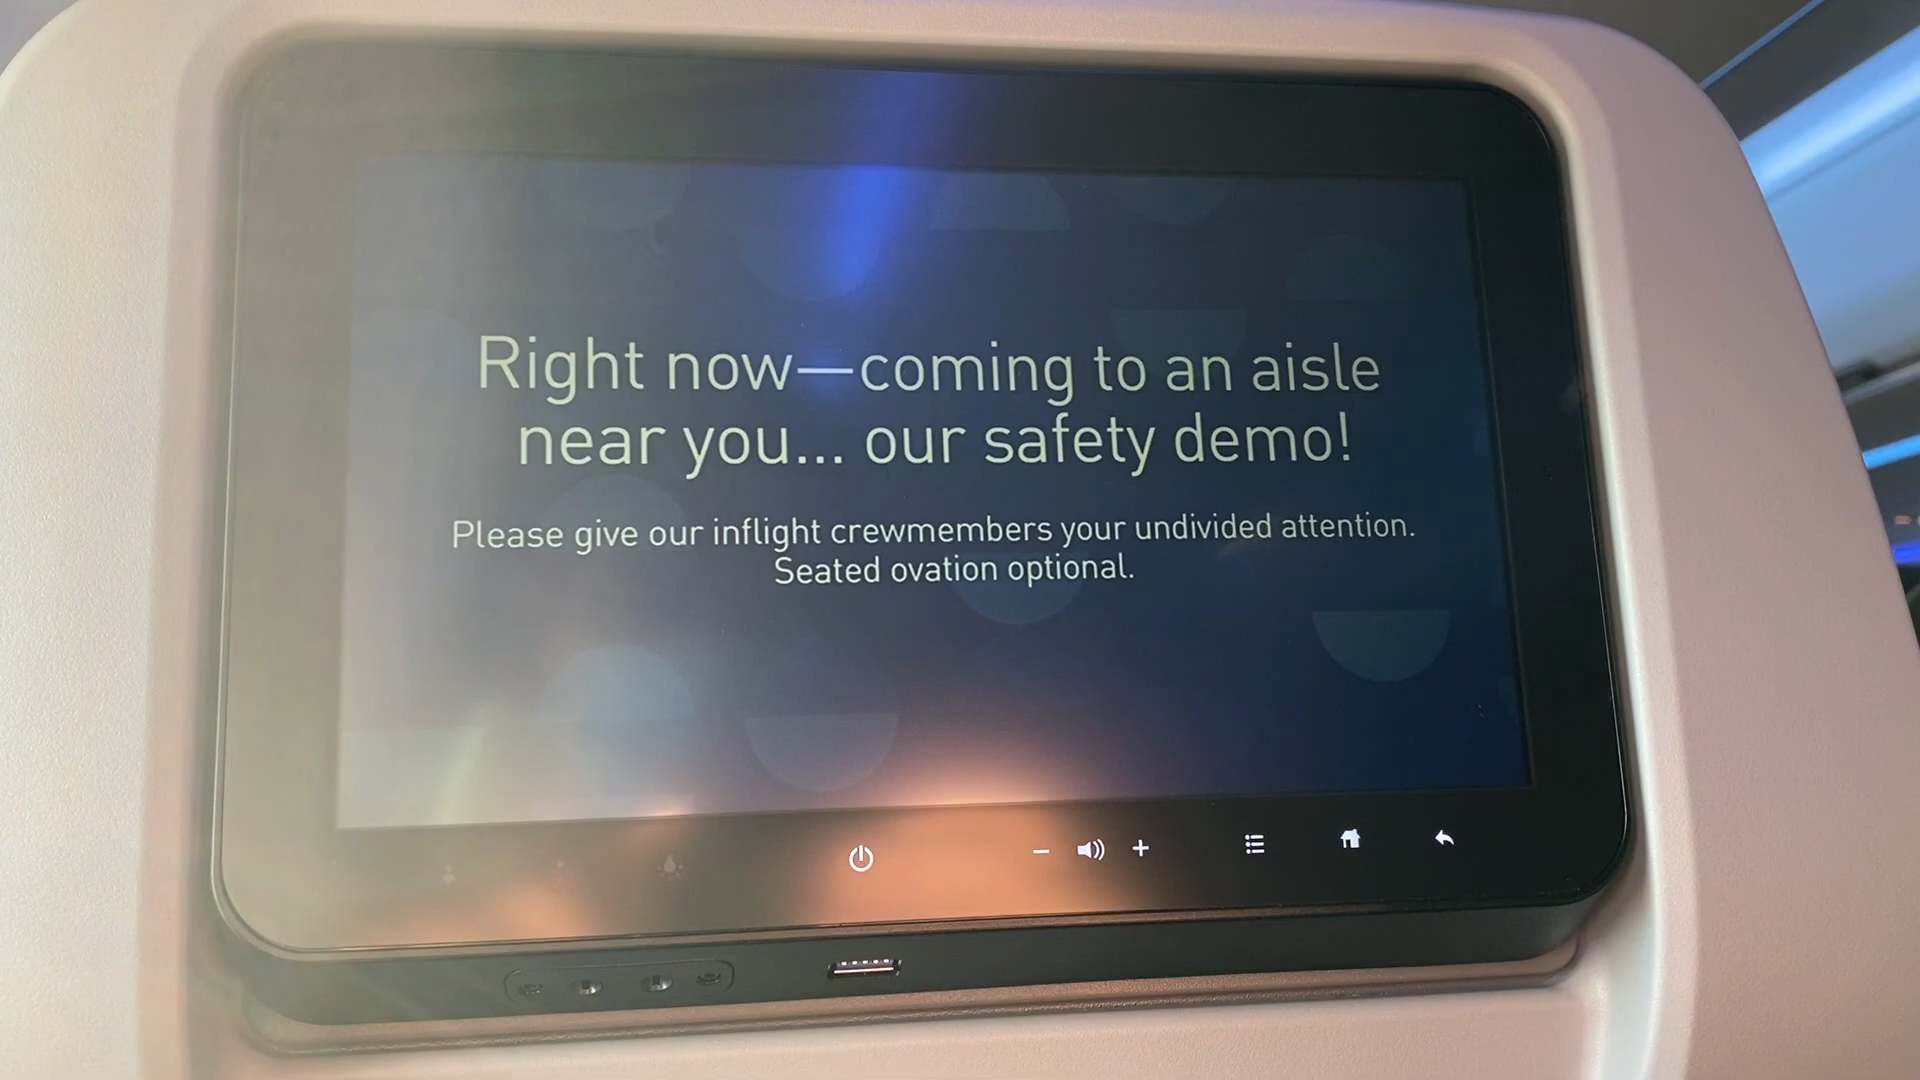 Right now—coming to an aisle
near you... our safety demo!
Please give our inflight crewmembers your undivided attention.
Seated ovation optional.